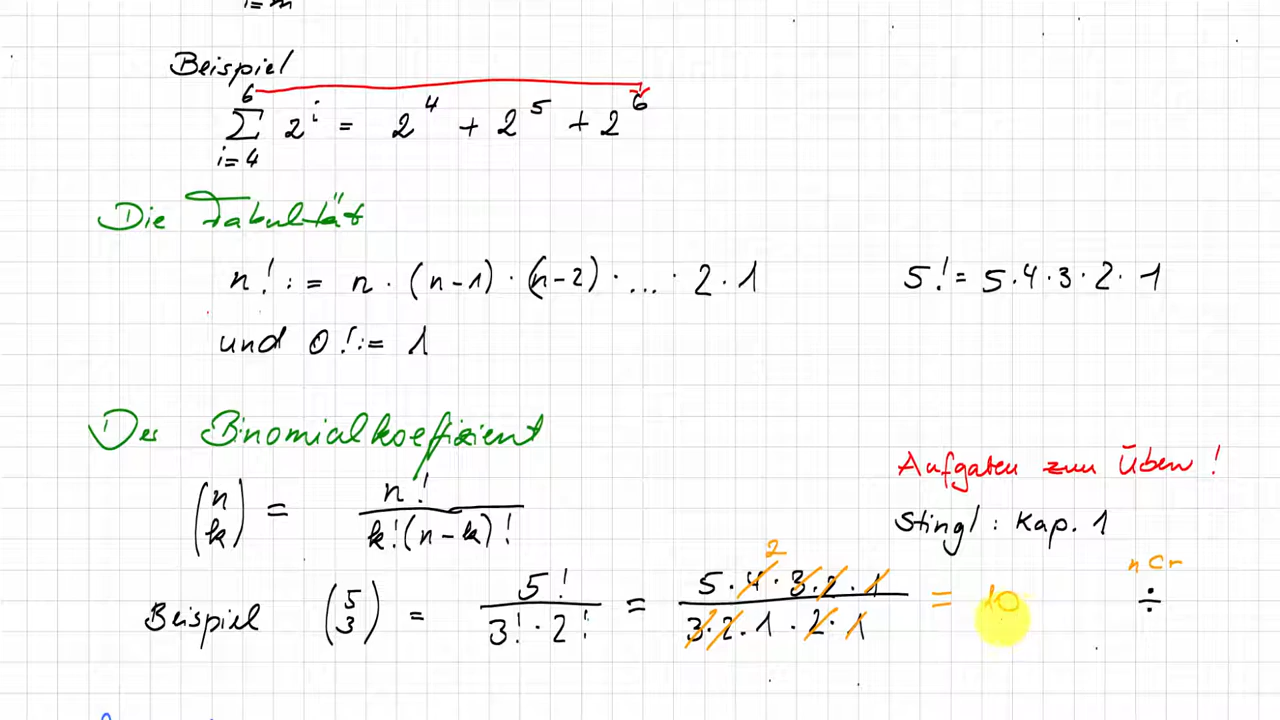 i=m
Beispiel
6
∑ 2^i = 2^4 + 2^5 + 2^6
i=4
Die Fakultät
n! := n · (n-1) · (n-2) · ... · 2 · 1
5! = 5 · 4 · 3 · 2 · 1
und 0! := 1
Der Binomialkoeffizient
Aufgaben zum Üben!
(n k) = n! / k!(n-k)!
Stingl: Kap. 1
2
nCr
Beispiel (5 3) = 5! / 3! · 2! = 5 · 4 · 3 · 2 · 1 / 3 · 2 · 1 · 2 · 1 = 10
÷